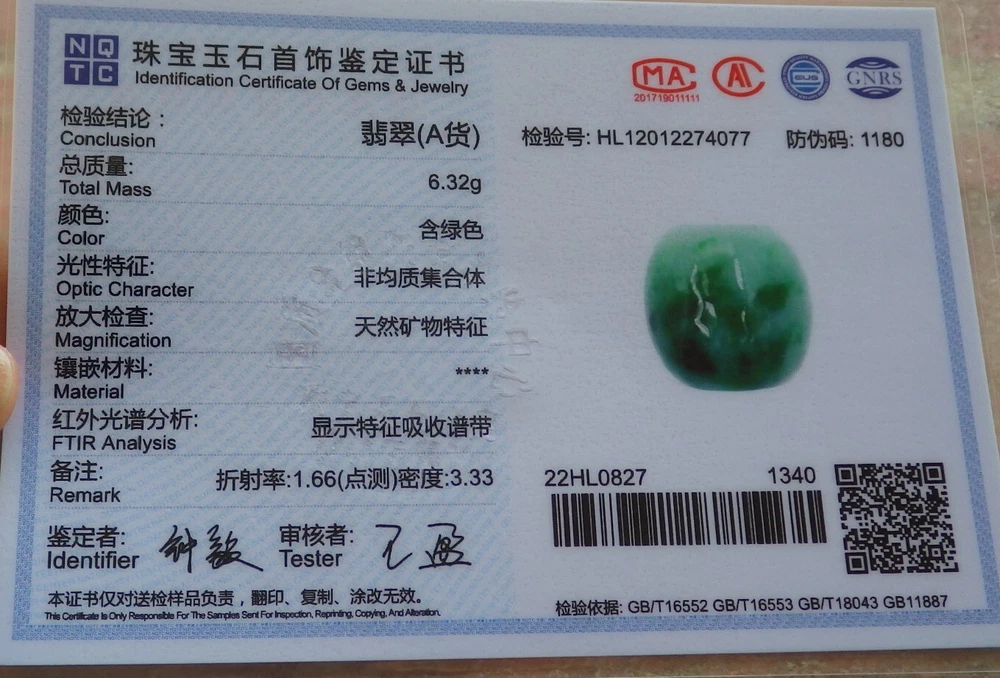 NQTC
珠宝玉石首饰鉴定证书
Identification Certificate Of Gems & Jewelry
MA
201719011111
GNRS
检验结论:
Conclusion
翡翠(A货)
检验号: HL12012274077
防伪码: 1180
总质量:
Total Mass
6.32g
颜色:
Color
含绿色
光性特征:
Optic Character
非均质集合体
放大检查:
Magnification
天然矿物特征
镶嵌材料:
Material
****
红外光谱分析:
FTIR Analysis
显示特征吸收谱带
备注:
Remark
折射率:1.66(点测)密度:3.33
22HL0827
1340
鉴定者:
Identifier
审核者:
Tester
本证书仅对送检样品负责，翻印、复制、涂改无效。
This Certificate Is Only Responsible For The Samples Sent For Inspection, Reprinting, Copying, And Alteration.
检验依据: GB/T16552 GB/T16553 GB/T18043 GB11887